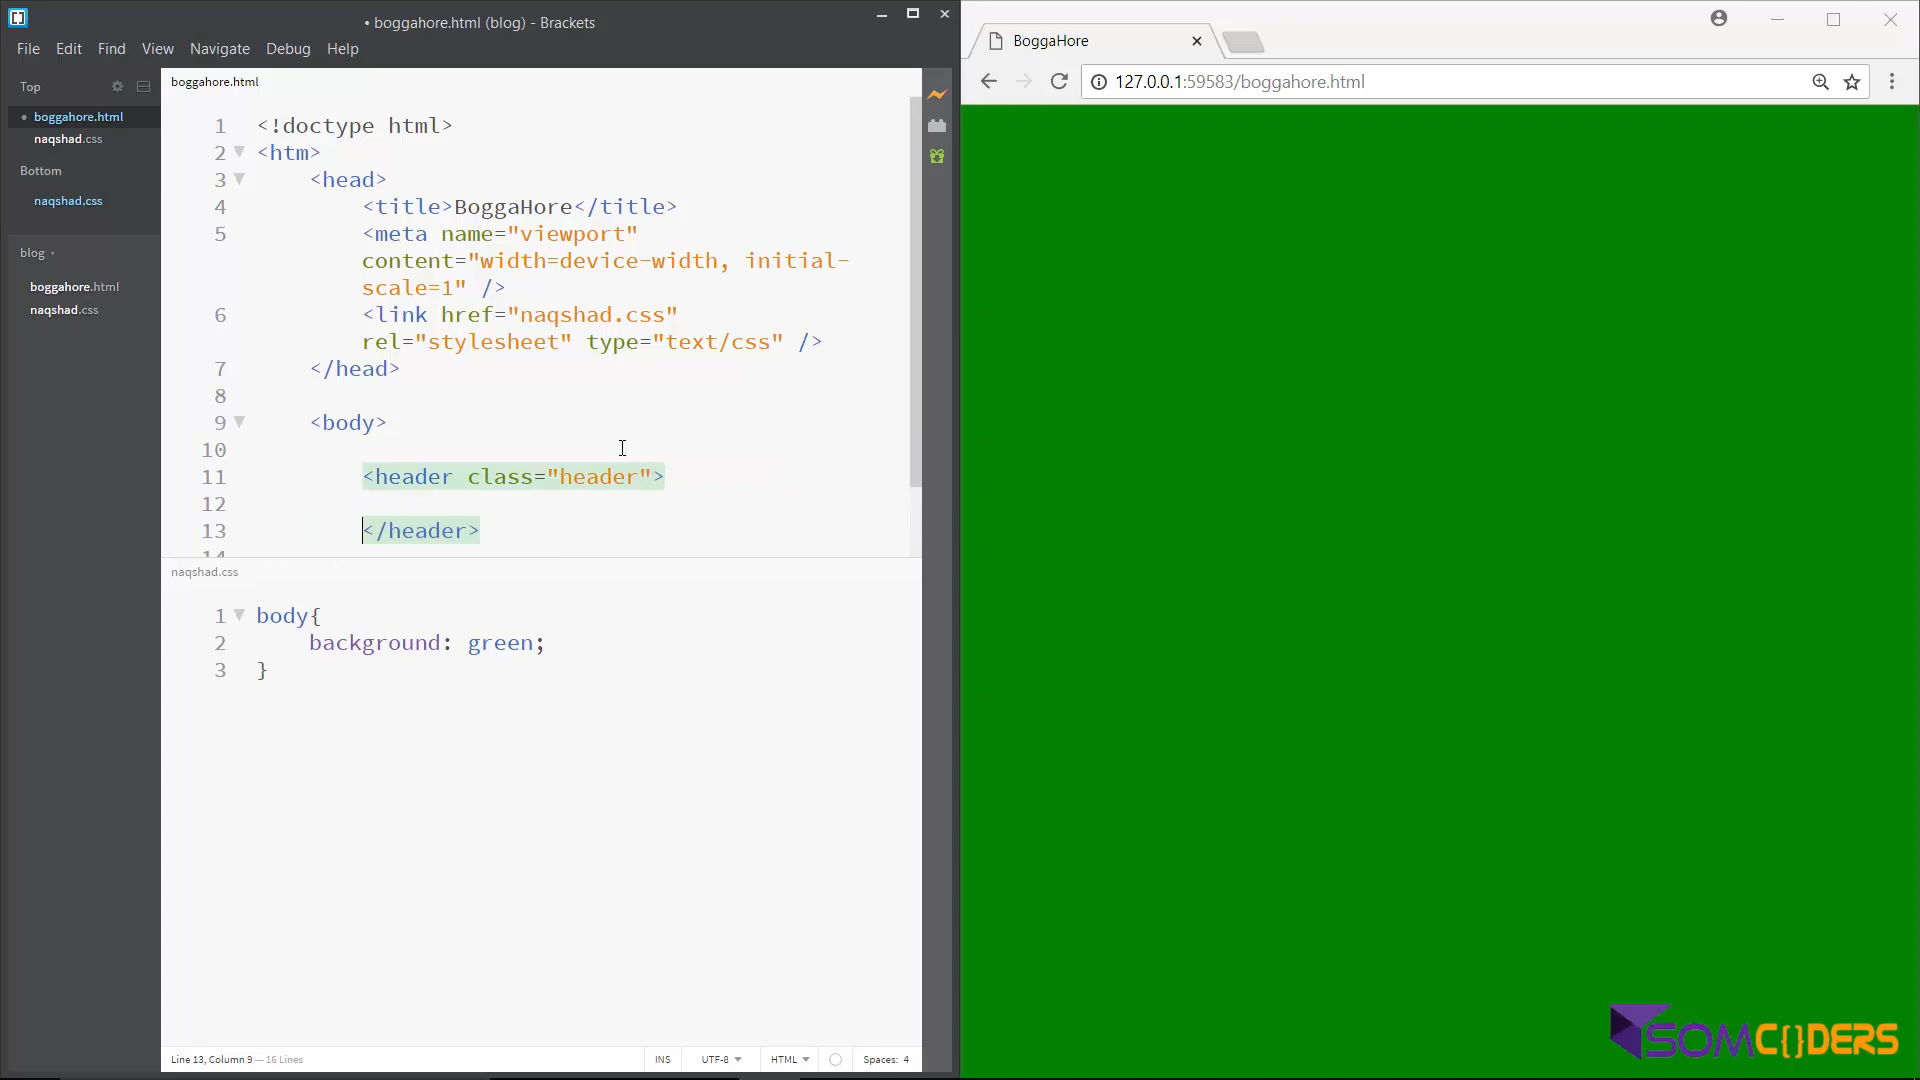 • boggahore.html (blog) - Brackets
File Edit Find View Navigate Debug Help
Top
• boggahore.html
naqshad.css
Bottom
naqshad.css
blog
boggahore.html
naqshad.css
boggahore.html
1 <!doctype html>
2 <htm>
3 <head>
4 <title>BoggaHore</title>
5 <meta name="viewport"
content="width=device-width, initial-
scale=1" />
6 <link href="naqshad.css"
rel="stylesheet" type="text/css" />
7 </head>
8
9 <body>
10
11 <header class="header">
12
13 </header>
14
naqshad.css
1 body{
2 background: green;
3 }
Line 13, Column 9 — 16 Lines
INS UTF-8 HTML Spaces: 4
BoggaHore
127.0.0.1:59583/boggahore.html
SOMC{}DERS